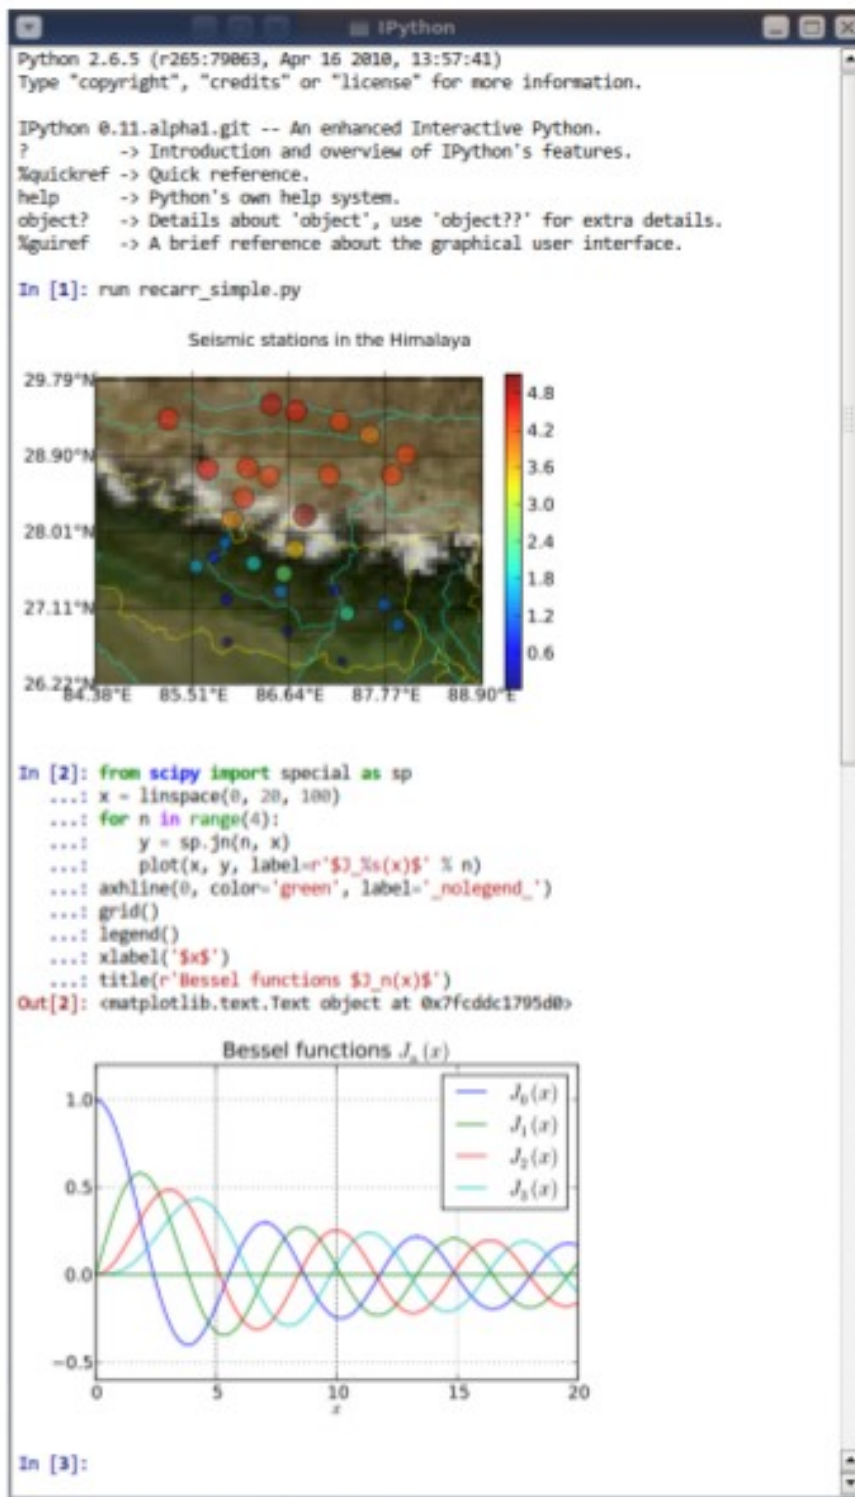 IPython
Python 2.6.5 (r265:79063, Apr 16 2010, 13:57:41)
Type "copyright", "credits" or "license" for more information.
IPython 0.11.alpha1.git -- An enhanced Interactive Python.
? -> Introduction and overview of IPython's features.
%quickref -> Quick reference.
help -> Python's own help system.
object? -> Details about 'object', use 'object??' for extra details.
%guiref -> A brief reference about the graphical user interface.
In [1]: run recarr_simple.py
Seismic stations in the Himalaya
29.79°N
28.90°N
28.01°N
27.11°N
26.22°N
84.38°E 85.51°E 86.64°E 87.77°E 88.90°E
4.8
4.2
3.6
3.0
2.4
1.8
1.2
0.6
In [2]: from scipy import special as sp
...: x = linspace(0, 20, 100)
...: for n in range(4):
...: y = sp.jn(n, x)
...: plot(x, y, label=r'$J_%s(x)$' % n)
...: axhline(0, color='green', label='_nolegend_')
...: grid()
...: legend()
...: xlabel('$x$')
...: title(r'Bessel functions $J_n(x)$')
Out[2]: <matplotlib.text.Text object at 0x7fcddc1795d0>
Bessel functions Jₙ(x)
J₀(x)
J₁(x)
J₂(x)
J₃(x)
1.0
0.5
0.0
−0.5
0 5 10 15 20
x
In [3]: